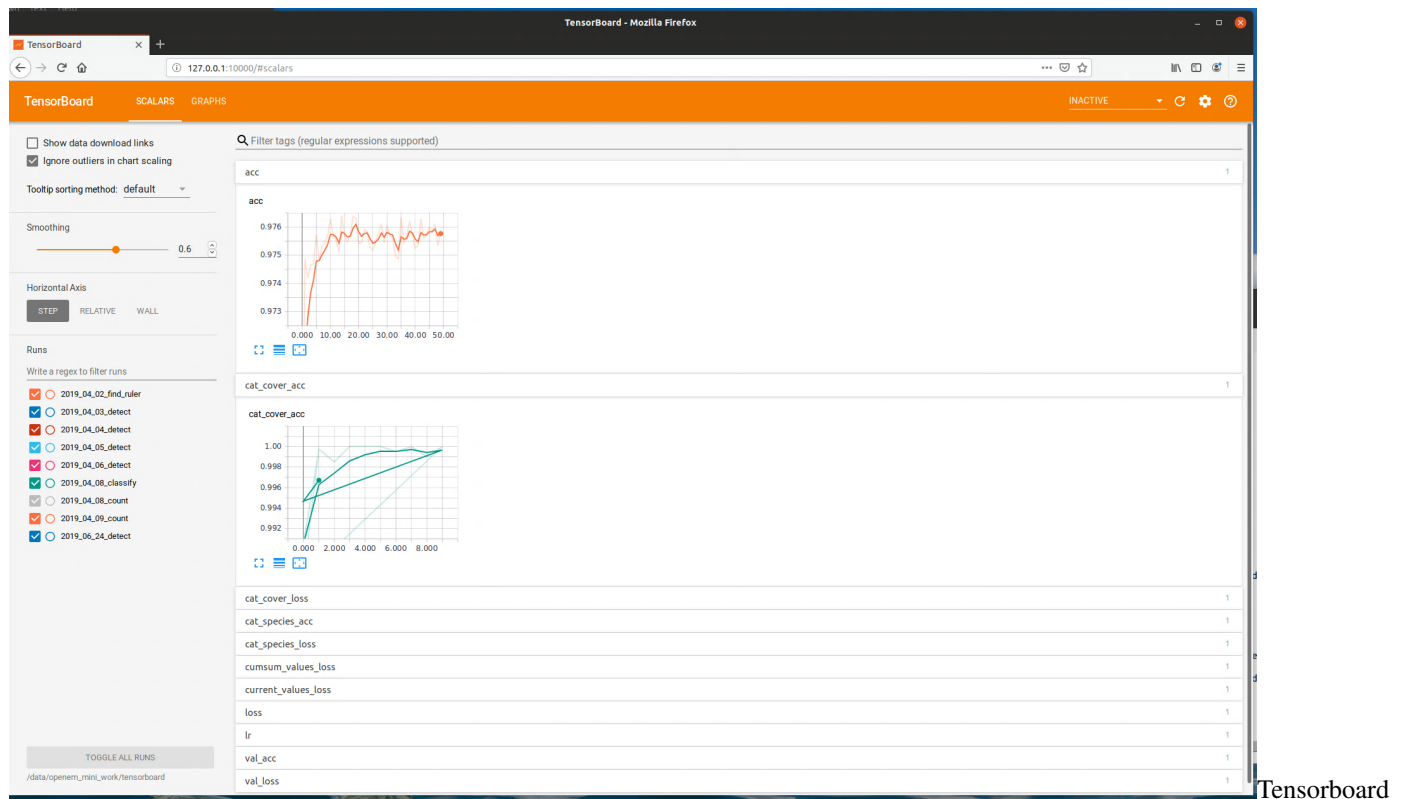 TensorBoard - Mozilla Firefox
TensorBoard
127.0.0.1:10000/#scalars
TensorBoard SCALARS GRAPHS INACTIVE
Show data download links
Ignore outliers in chart scaling
Tooltip sorting method: default
Smoothing
0.6
Horizontal Axis
STEP RELATIVE WALL
Runs
Write a regex to filter runs
2019_04_02_find_ruler
2019_04_03_detect
2019_04_04_detect
2019_04_05_detect
2019_04_06_detect
2019_04_08_classify
2019_04_08_count
2019_04_09_count
2019_06_24_detect
TOGGLE ALL RUNS
/data/openem_mini_work/tensorboard
Filter tags (regular expressions supported)
acc 1
acc
0.976
0.975
0.974
0.973
0.000 10.00 20.00 30.00 40.00 50.00
cat_cover_acc 1
cat_cover_acc
1.00
0.998
0.996
0.994
0.992
0.000 2.000 4.000 6.000 8.000
cat_cover_loss 1
cat_species_acc 1
cat_species_loss 1
cumsum_values_loss 1
current_values_loss 1
loss 1
lr 1
val_acc 1
val_loss 1
Tensorboard